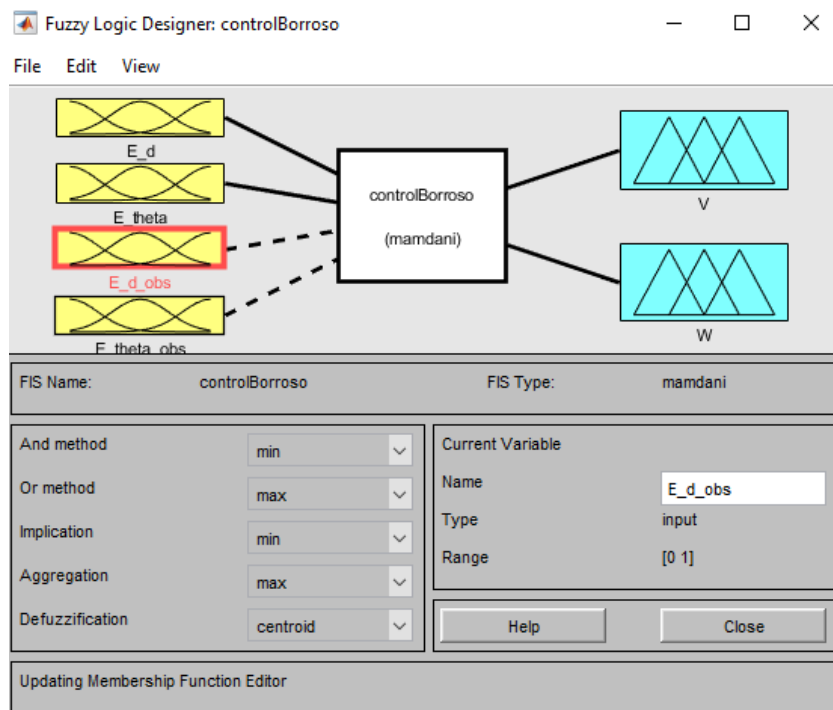 Fuzzy Logic Designer: controlBorroso
File Edit View
E_d
E_theta
E_d_obs
E_theta_obs
controlBorroso
(mamdani)
V
W
FIS Name: controlBorroso FIS Type: mamdani
And method min
Or method max
Implication min
Aggregation max
Defuzzification centroid
Current Variable
Name E_d_obs
Type input
Range [0 1]
Help Close
Updating Membership Function Editor